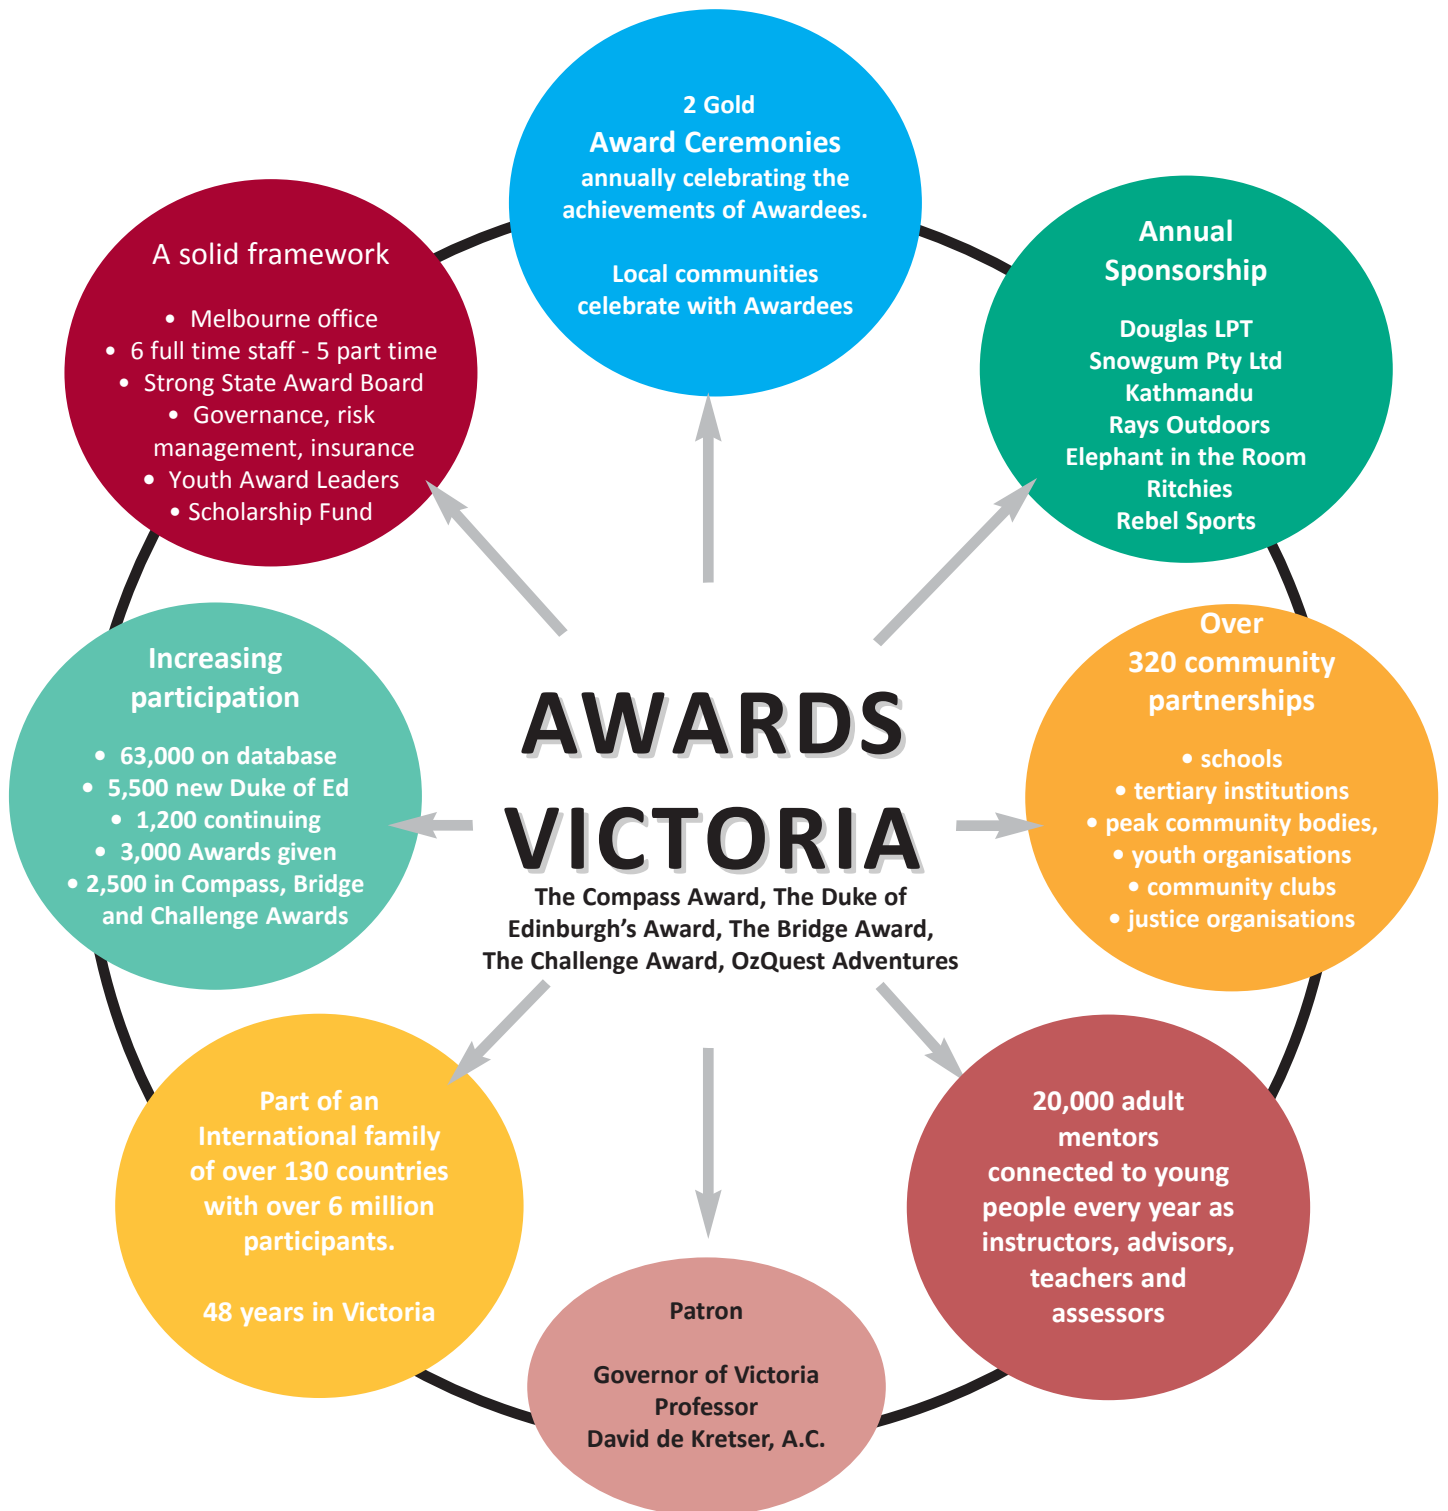 2 Gold
Award Ceremonies
annually celebrating the
achievements of Awardees.
Local communities
celebrate with Awardees
A solid framework
• Melbourne office
• 6 full time staff - 5 part time
• Strong State Award Board
• Governance, risk
management, insurance
• Youth Award Leaders
• Scholarship Fund
Annual
Sponsorship
Douglas LPT
Snowgum Pty Ltd
Kathmandu
Rays Outdoors
Elephant in the Room
Ritchies
Rebel Sports
Increasing
participation
• 63,000 on database
• 5,500 new Duke of Ed
• 1,200 continuing
• 3,000 Awards given
• 2,500 in Compass, Bridge
and Challenge Awards
AWARDS
VICTORIA
The Compass Award, The Duke of
Edinburgh's Award, The Bridge Award,
The Challenge Award, OzQuest Adventures
Over
320 community
partnerships
• schools
• tertiary institutions
• peak community bodies,
• youth organisations
• community clubs
• justice organisations
Part of an
International family
of over 130 countries
with over 6 million
participants.
48 years in Victoria
Patron
Governor of Victoria
Professor
David de Kretser, A.C.
20,000 adult
mentors
connected to young
people every year as
instructors, advisors,
teachers and
assessors